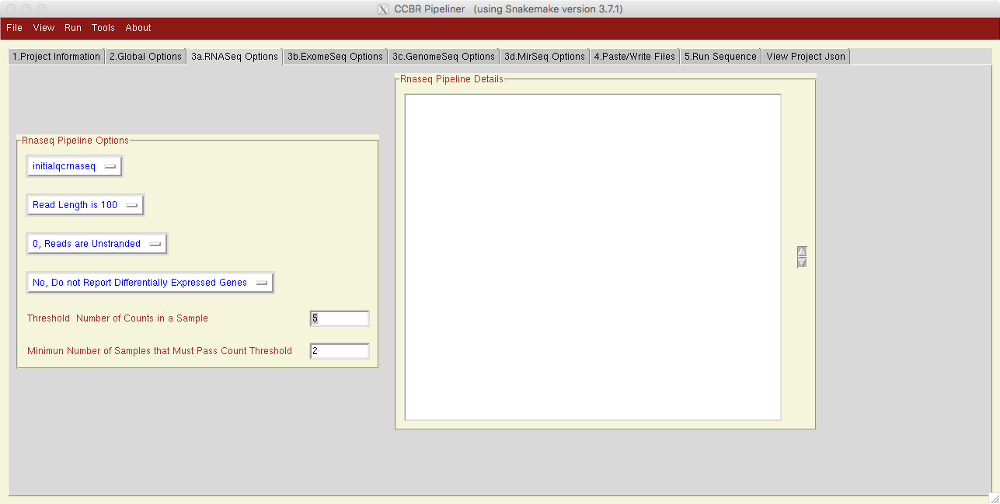 CCBR Pipeliner (using Snakemake version 3.7.1)
File View Run Tools About
1.Project Information 2.Global Options 3a.RNASeq Options 3b.ExomeSeq Options 3c.GenomeSeq Options 3d.MirSeq Options 4.Paste/Write Files 5.Run Sequence View Project Json
Rnaseq Pipeline Details
Rnaseq Pipeline Options
initialqcrnaseq
Read Length is 100
0, Reads are Unstranded
No, Do not Report Differentially Expressed Genes
Threshold Number of Counts in a Sample 5
Minimun Number of Samples that Must Pass Count Threshold 2